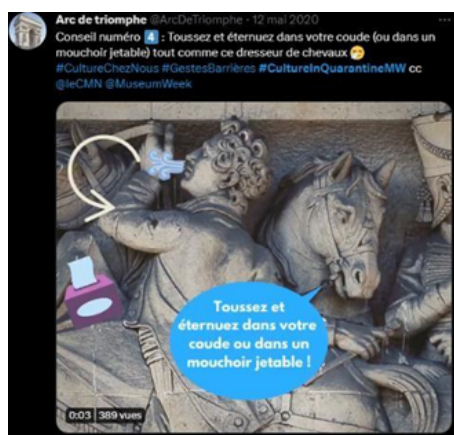 Arc de triomphe @ArcDeTriomphe · 12 mai 2020
Conseil numéro 4 : Toussez et éternuez dans votre coude (ou dans un
mouchoir jetable) tout comme ce dresseur de chevaux
#CultureChezNous #GestesBarrières #CultureInQuarantineMW cc
@leCMN @MuseumWeek
Toussez et
éternuez dans votre
coude ou dans un
mouchoir jetable !
0:03 389 vues